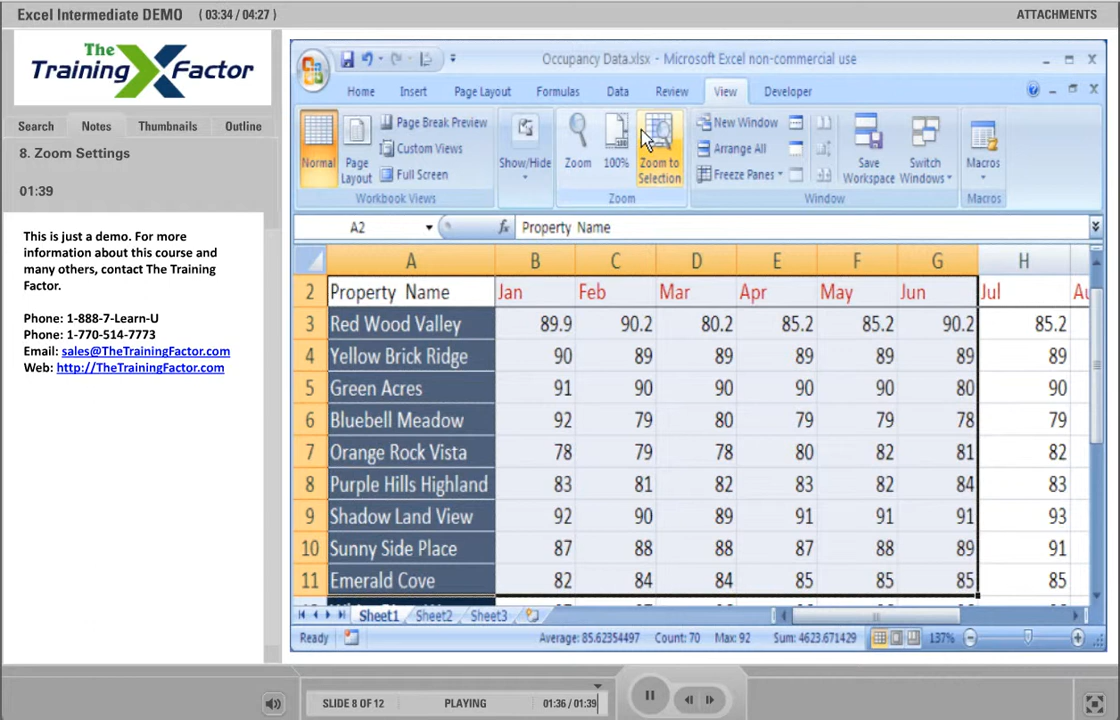 Excel Intermediate DEMO ( 03:34 / 04:27 )
ATTACHMENTS
The
Training X Factor
Search Notes Thumbnails Outline
8. Zoom Settings
01:39
This is just a demo. For more
information about this course and
many others, contact The Training
Factor.
Phone: 1-888-7-Learn-U
Phone: 1-770-514-7773
Email: sales@TheTrainingFactor.com
Web: http://TheTrainingFactor.com
Occupancy Data.xlsx - Microsoft Excel non-commercial use
Home Insert Page Layout Formulas Data Review View Developer
Normal
Page
Layout
Page Break Preview
Custom Views
Full Screen
Workbook Views
Show/Hide
Zoom
100%
Zoom to
Selection
Zoom
New Window
Arrange All
Freeze Panes
Save
Workspace
Switch
Windows
Window
Macros
Macros
A2 fx Property Name
A B C D E F G H
2 Property Name Jan Feb Mar Apr May Jun Jul Au
3 Red Wood Valley 89.9 90.2 80.2 85.2 85.2 90.2 85.2
4 Yellow Brick Ridge 90 89 89 89 89 89 89
5 Green Acres 91 90 90 90 90 80 90
6 Bluebell Meadow 92 79 80 79 79 78 79
7 Orange Rock Vista 78 79 78 80 82 81 82
8 Purple Hills Highland 83 81 82 83 82 84 83
9 Shadow Land View 92 90 89 91 91 91 93
10 Sunny Side Place 87 88 88 87 88 89 91
11 Emerald Cove 82 84 84 85 85 85 85
Sheet1 Sheet2 Sheet3
Ready Average: 85.62354497 Count: 70 Max: 92 Sum: 4623.671429 137%
SLIDE 8 OF 12 PLAYING 01:36 / 01:39